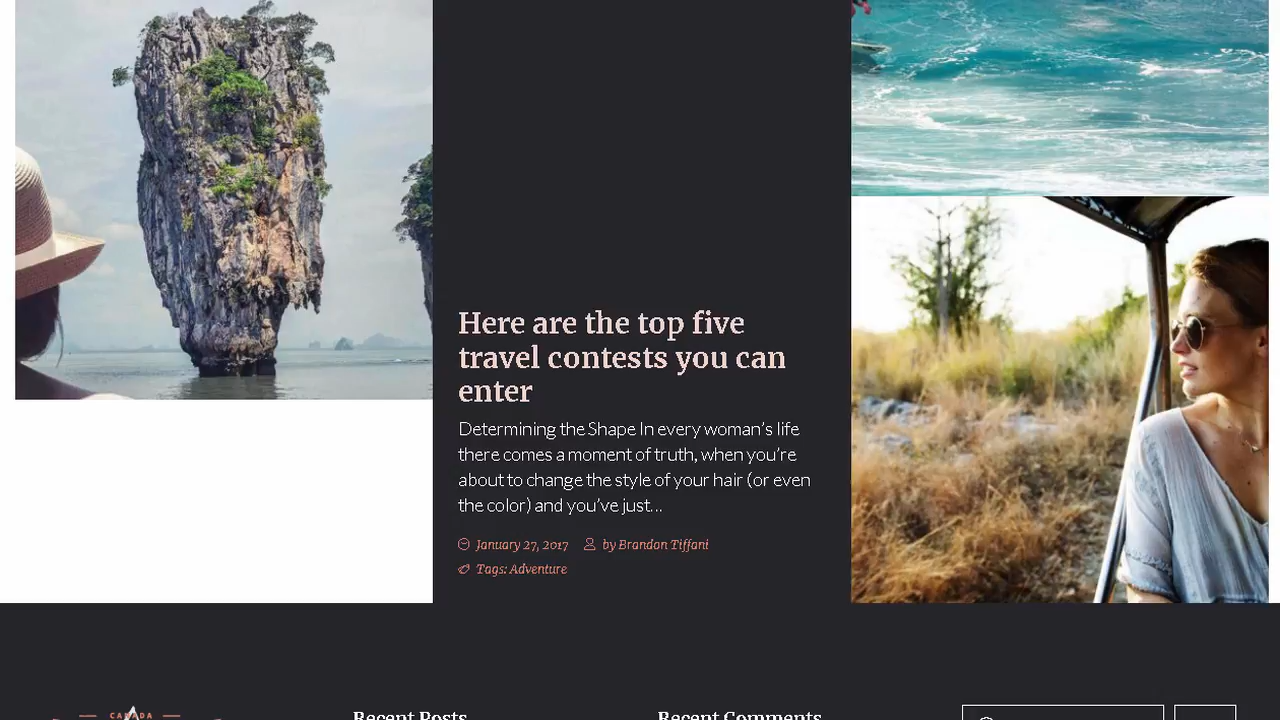 Here are the top five
travel contests you can
enter
Determining the Shape In every woman's life
there comes a moment of truth, when you're
about to change the style of your hair (or even
the color) and you've just…
January 27, 2017 by Brandon Tiffani
Tags: Adventure
CANADA
Recent Posts
Recent Comments